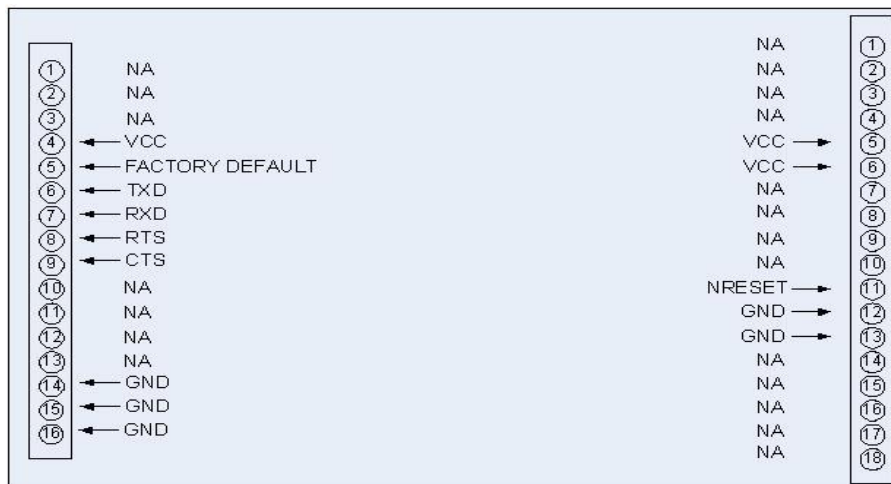 1 NA
2 NA
3 NA
4 VCC
5 FACTORY DEFAULT
6 TXD
7 RXD
8 RTS
9 CTS
10 NA
11 NA
12 NA
13 NA
14 GND
15 GND
16 GND
NA 1
NA 2
NA 3
NA 4
VCC 5
VCC 6
NA 7
NA 8
NA 9
NA 10
NRESET 11
GND 12
GND 13
NA 14
NA 15
NA 16
NA 17
NA 18